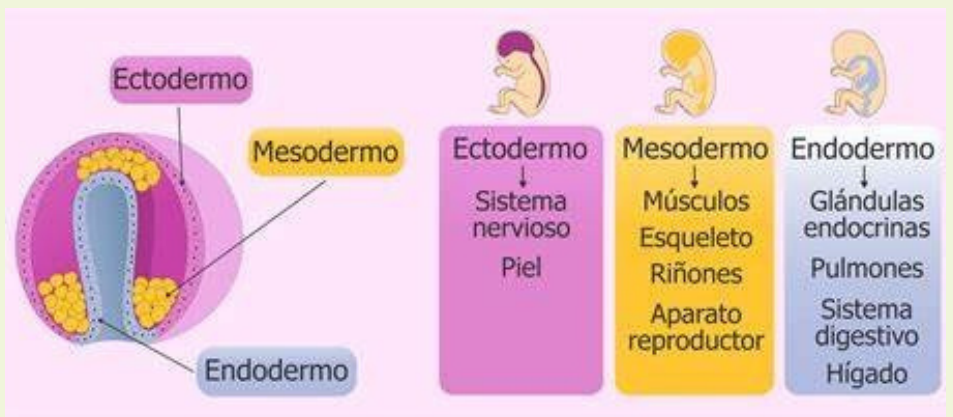 Ectodermo
Mesodermo
Endodermo
Ectodermo
Sistema
nervioso
Piel
Mesodermo
Músculos
Esqueleto
Riñones
Aparato
reproductor
Endodermo
Glándulas
endocrinas
Pulmones
Sistema
digestivo
Hígado